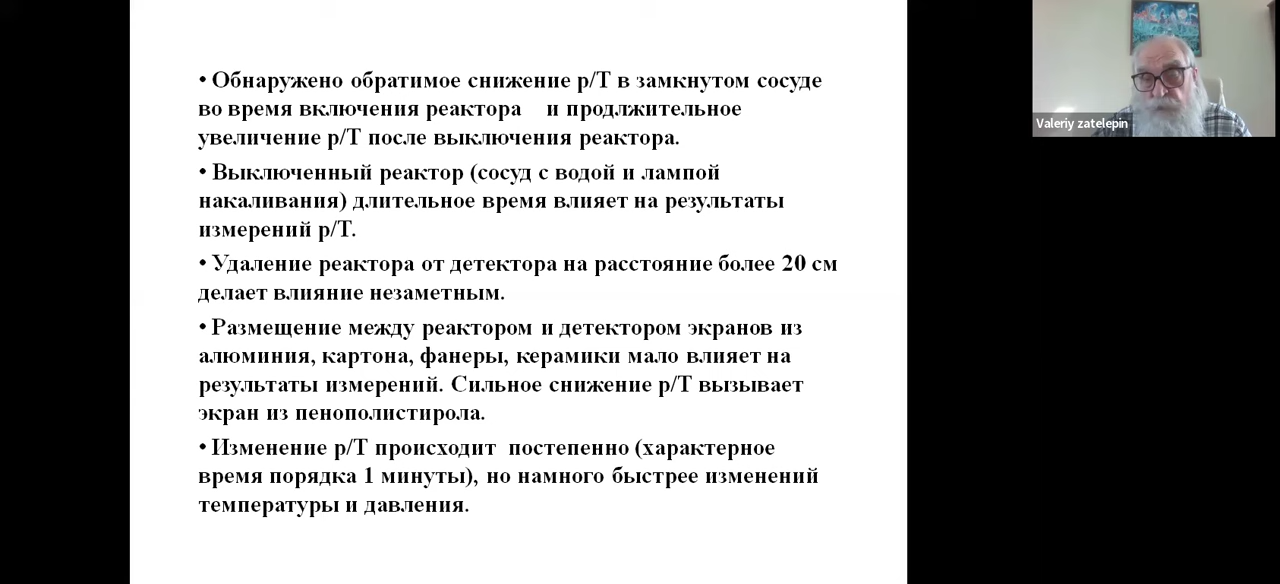 • Обнаружено обратимое снижение p/T в замкнутом сосуде
во время включения реактора и продлжительное
увеличение p/T после выключения реактора.
• Выключенный реактор (сосуд с водой и лампой
накаливания) длительное время влияет на результаты
измерений p/T.
• Удаление реактора от детектора на расстояние более 20 см
делает влияние незаметным.
• Размещение между реактором и детектором экранов из
алюминия, картона, фанеры, керамики мало влияет на
результаты измерений. Сильное снижение p/T вызывает
экран из пенополистирола.
• Изменение p/T происходит постепенно (характерное
время порядка 1 минуты), но намного быстрее изменений
температуры и давления.
Valeriy zatelepin